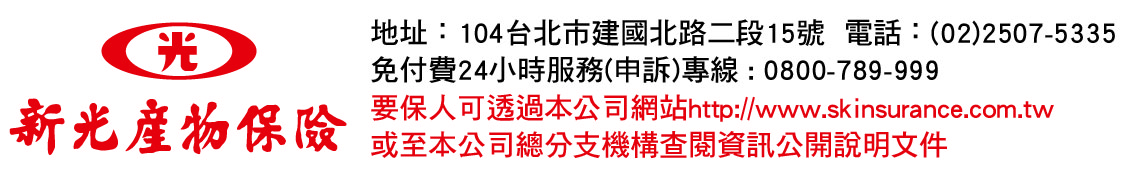 光
新光產物保險
地址：104台北市建國北路二段15號 電話：(02)2507-5335
免付費24小時服務(申訴)專線：0800-789-999
要保人可透過本公司網站http://www.skinsurance.com.tw
或至本公司總分支機構查閱資訊公開說明文件